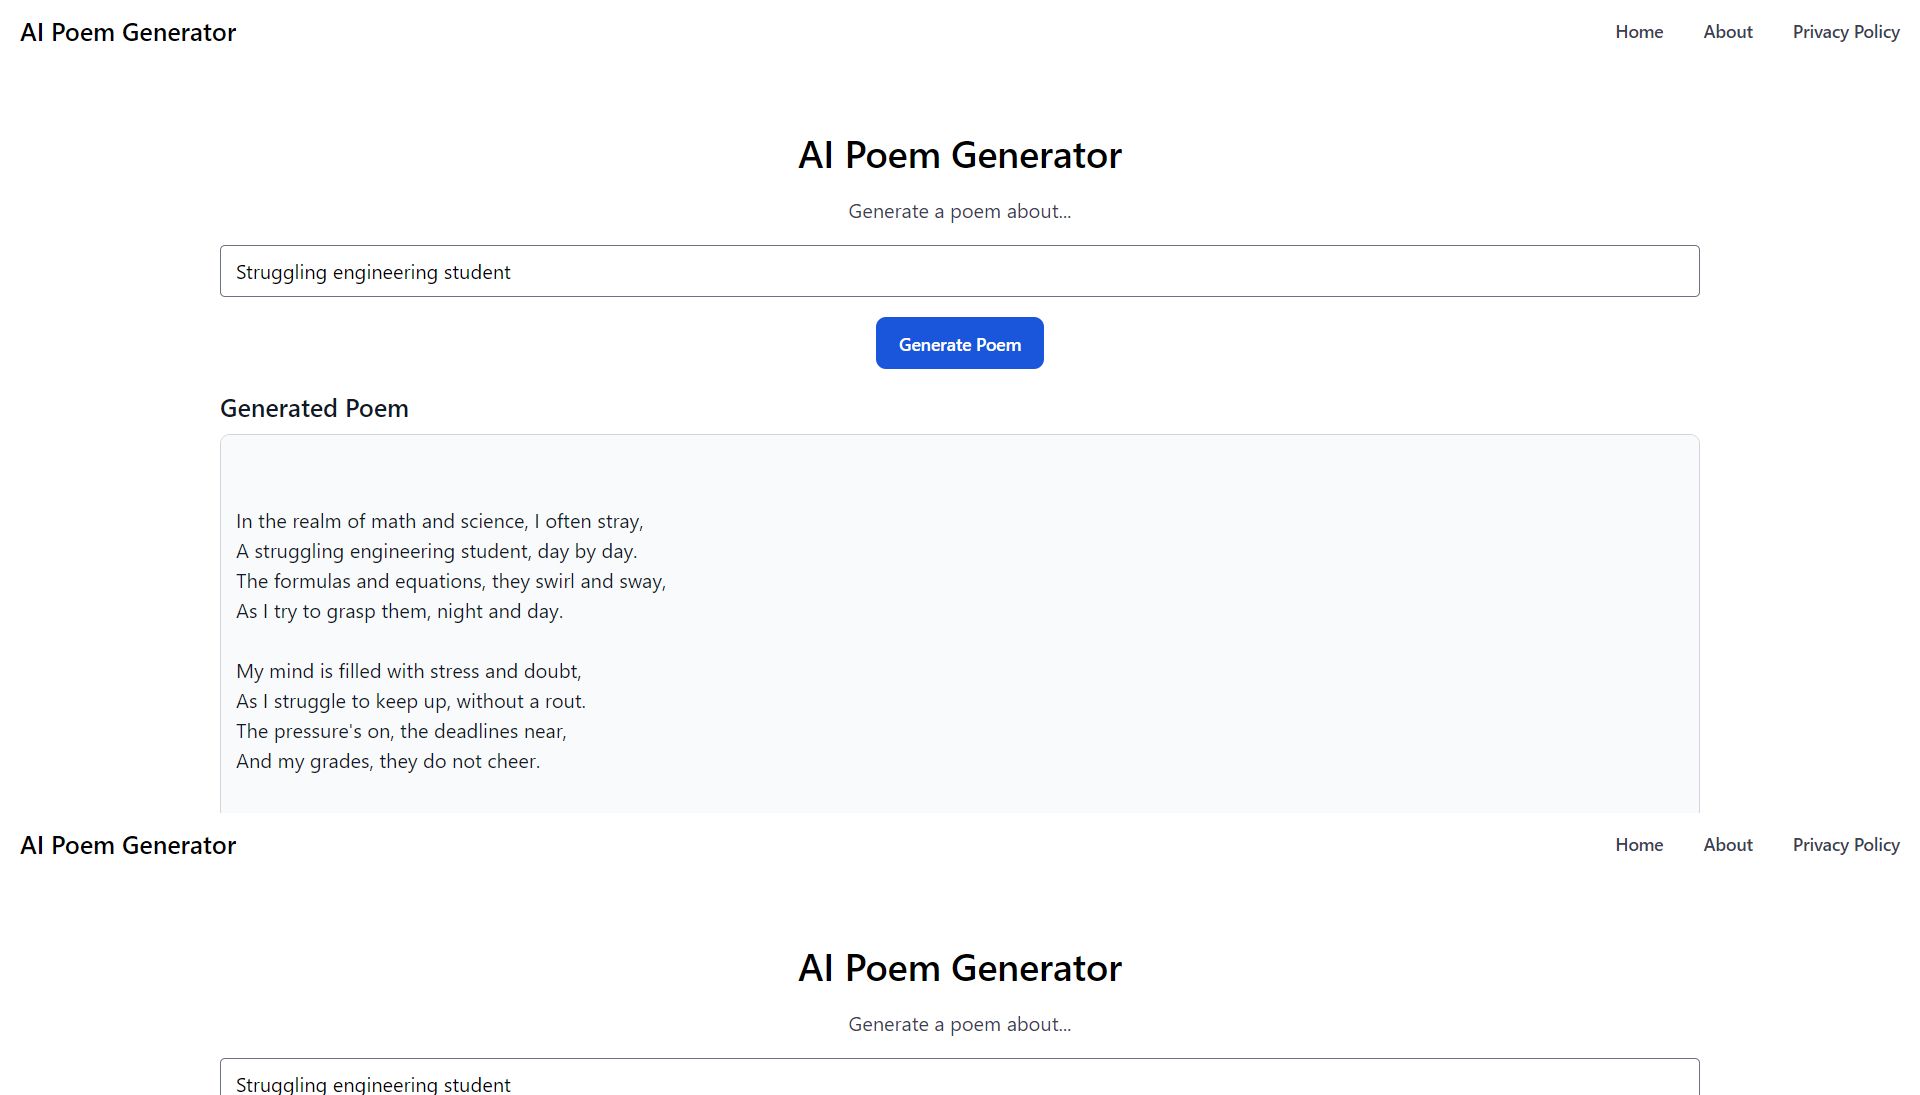 AI Poem Generator
Home About Privacy Policy
AI Poem Generator
Generate a poem about...
Struggling engineering student
Generate Poem
Generated Poem
In the realm of math and science, I often stray,
A struggling engineering student, day by day.
The formulas and equations, they swirl and sway,
As I try to grasp them, night and day.
My mind is filled with stress and doubt,
As I struggle to keep up, without a rout.
The pressure's on, the deadlines near,
And my grades, they do not cheer.
AI Poem Generator
Home About Privacy Policy
AI Poem Generator
Generate a poem about...
Struggling engineering student